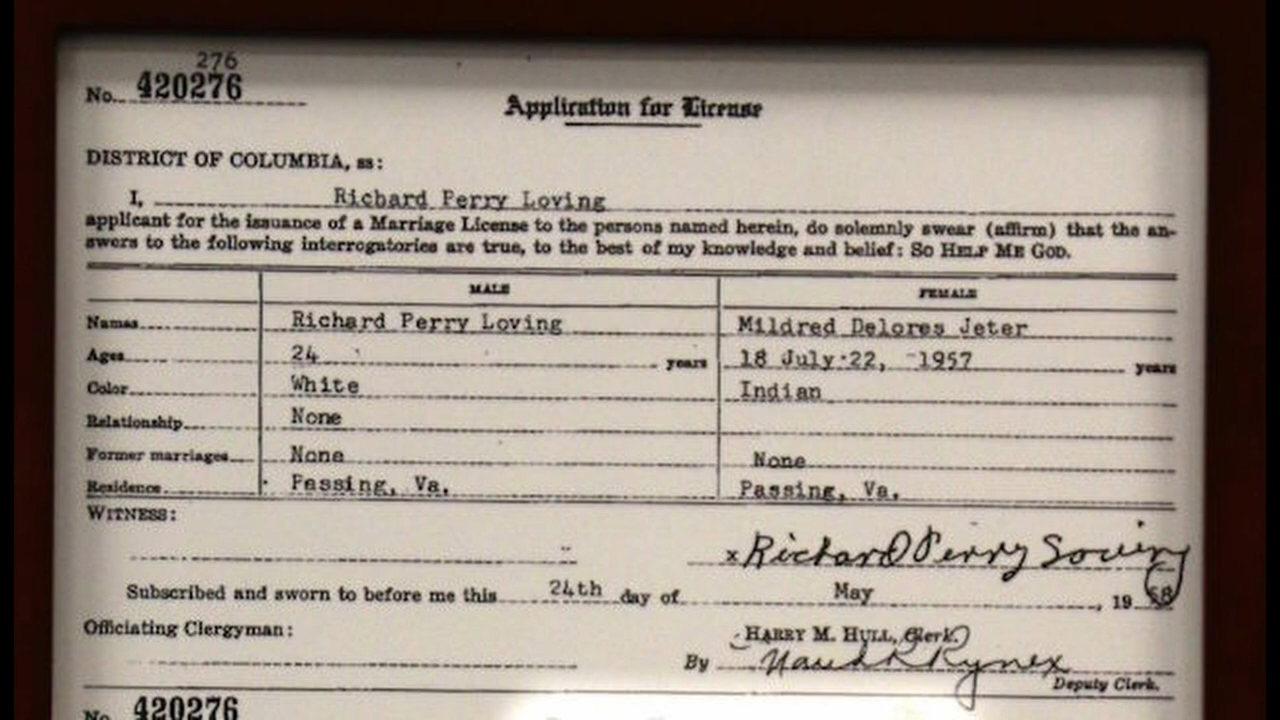 276
No. 420276
Application for License
DISTRICT OF COLUMBIA, ss:
I, Richard Perry Loving
applicant for the issuance of a Marriage License to the persons named herein, do solemnly swear (affirm) that the an-
swers to the following interrogatories are true, to the best of my knowledge and belief: SO HELP ME GOD.
MALE FEMALE
Names Richard Perry Loving Mildred Delores Jeter
Ages 24 years 18 July 22, 1957 years
Color White Indian
Relationship None
Former marriages None None
Residence Passing, Va. Passing, Va.
WITNESS:
x Richard Perry Loving
Subscribed and sworn to before me this 24th day of May, 1958
Officiating Clergyman: HARRY M. HULL, Clerk.
By
Deputy Clerk.
No. 420276